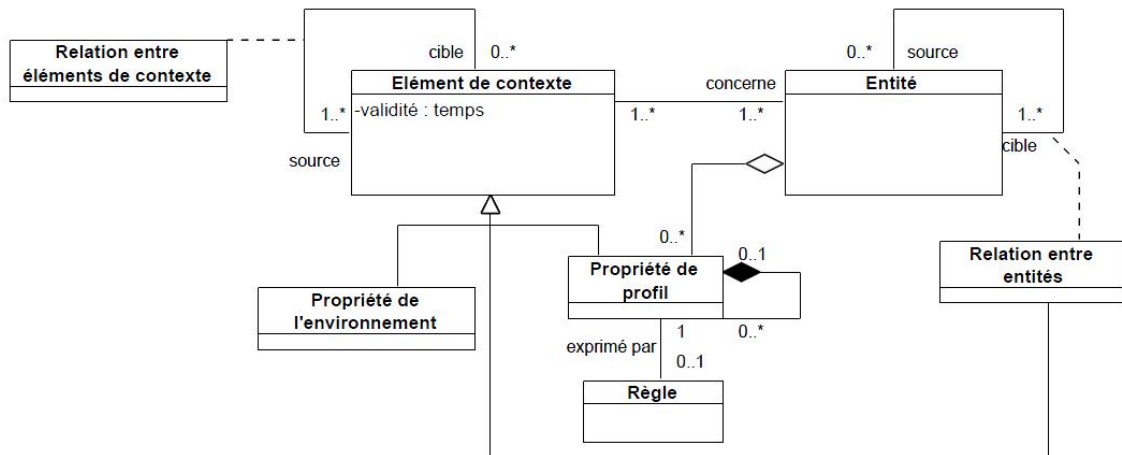 Relation entre
éléments de contexte
cible 0..*
0..* source
Elément de contexte
-validité : temps
concerne
Entité
1..*
source
1..* 1..*
1..*
cible
0..*
0..1
Propriété de
profil
Relation entre
entités
Propriété de
l'environnement
exprimé par
1
0..*
0..1
Règle